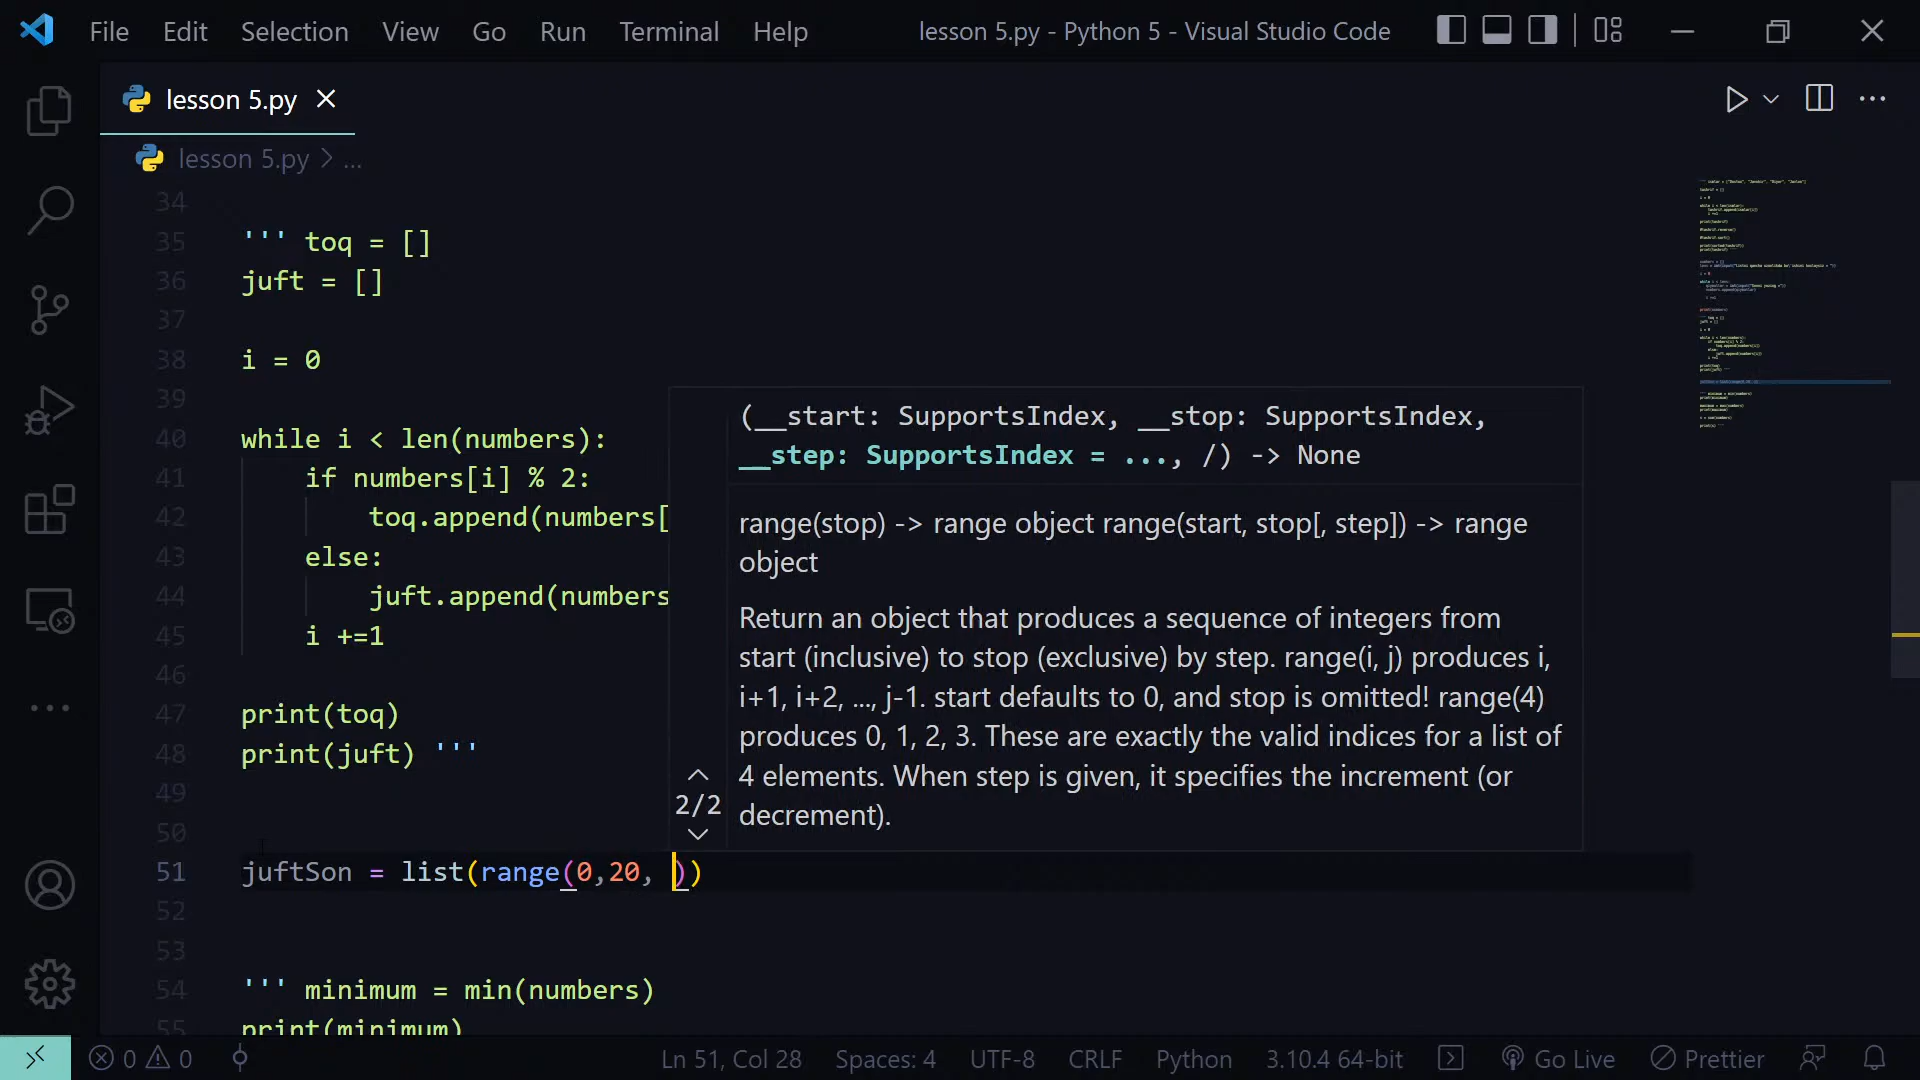 File Edit Selection View Go Run Terminal Help lesson 5.py - Python 5 - Visual Studio Code
lesson 5.py
lesson 5.py > ...
34
35 ''' toq = []
36 juft = []
37
38 i = 0
39
40 while i < len(numbers):
41 if numbers[i] % 2:
42 toq.append(numbers[
43 else:
44 juft.append(numbers
45 i +=1
46
47 print(toq)
48 print(juft) '''
49
50
51 juftSon = list(range(0,20, ))
52
53
54 ''' minimum = min(numbers)
55 print(minimum)
(__start: SupportsIndex, __stop: SupportsIndex,
__step: SupportsIndex = ..., /) -> None
range(stop) -> range object range(start, stop[, step]) -> range
object
Return an object that produces a sequence of integers from
start (inclusive) to stop (exclusive) by step. range(i, j) produces i,
i+1, i+2, ..., j-1. start defaults to 0, and stop is omitted! range(4)
produces 0, 1, 2, 3. These are exactly the valid indices for a list of
4 elements. When step is given, it specifies the increment (or
decrement).
2/2
0 0 Ln 51, Col 28 Spaces: 4 UTF-8 CRLF Python 3.10.4 64-bit Go Live Prettier